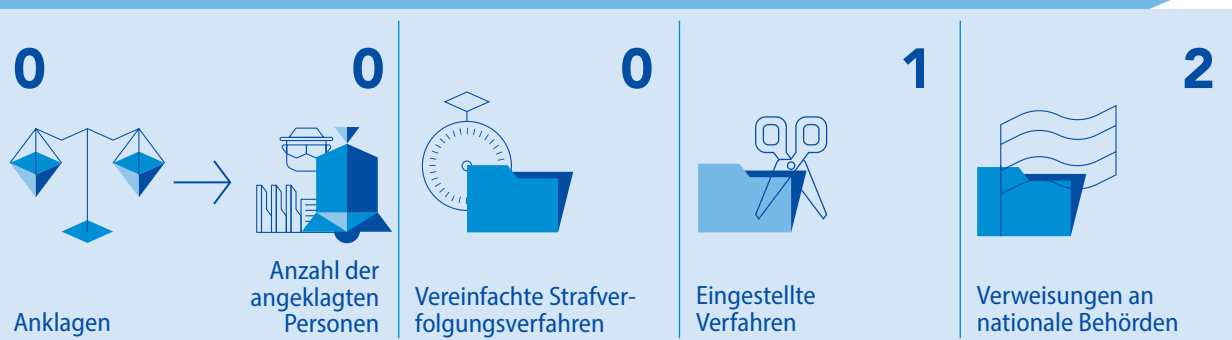 0
Anklagen
0
Anzahl der
angeklagten
Personen
0
Vereinfachte Strafver-
folgungsverfahren
1
Eingestellte
Verfahren
2
Verweisungen an
nationale Behörden